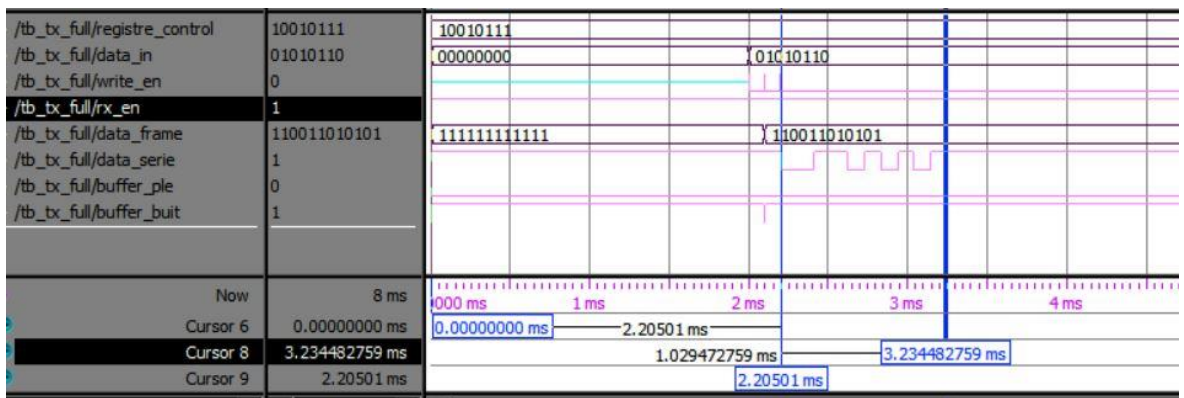 /tb_tx_full/registre_control 10010111 10010111
/tb_tx_full/data_in 01010110 00000000 01010110
/tb_tx_full/write_en 0
/tb_tx_full/rx_en 1
/tb_tx_full/data_frame 110011010101 111111111111 110011010101
/tb_tx_full/data_serie 1
/tb_tx_full/buffer_ple 0
/tb_tx_full/buffer_buit 1
Now 8 ms 000 ms 1 ms 2 ms 3 ms 4 ms
Cursor 6 0.00000000 ms 0.00000000 ms 2.20501 ms
Cursor 8 3.234482759 ms 1.029472759 ms 3.234482759 ms
Cursor 9 2.20501 ms 2.20501 ms